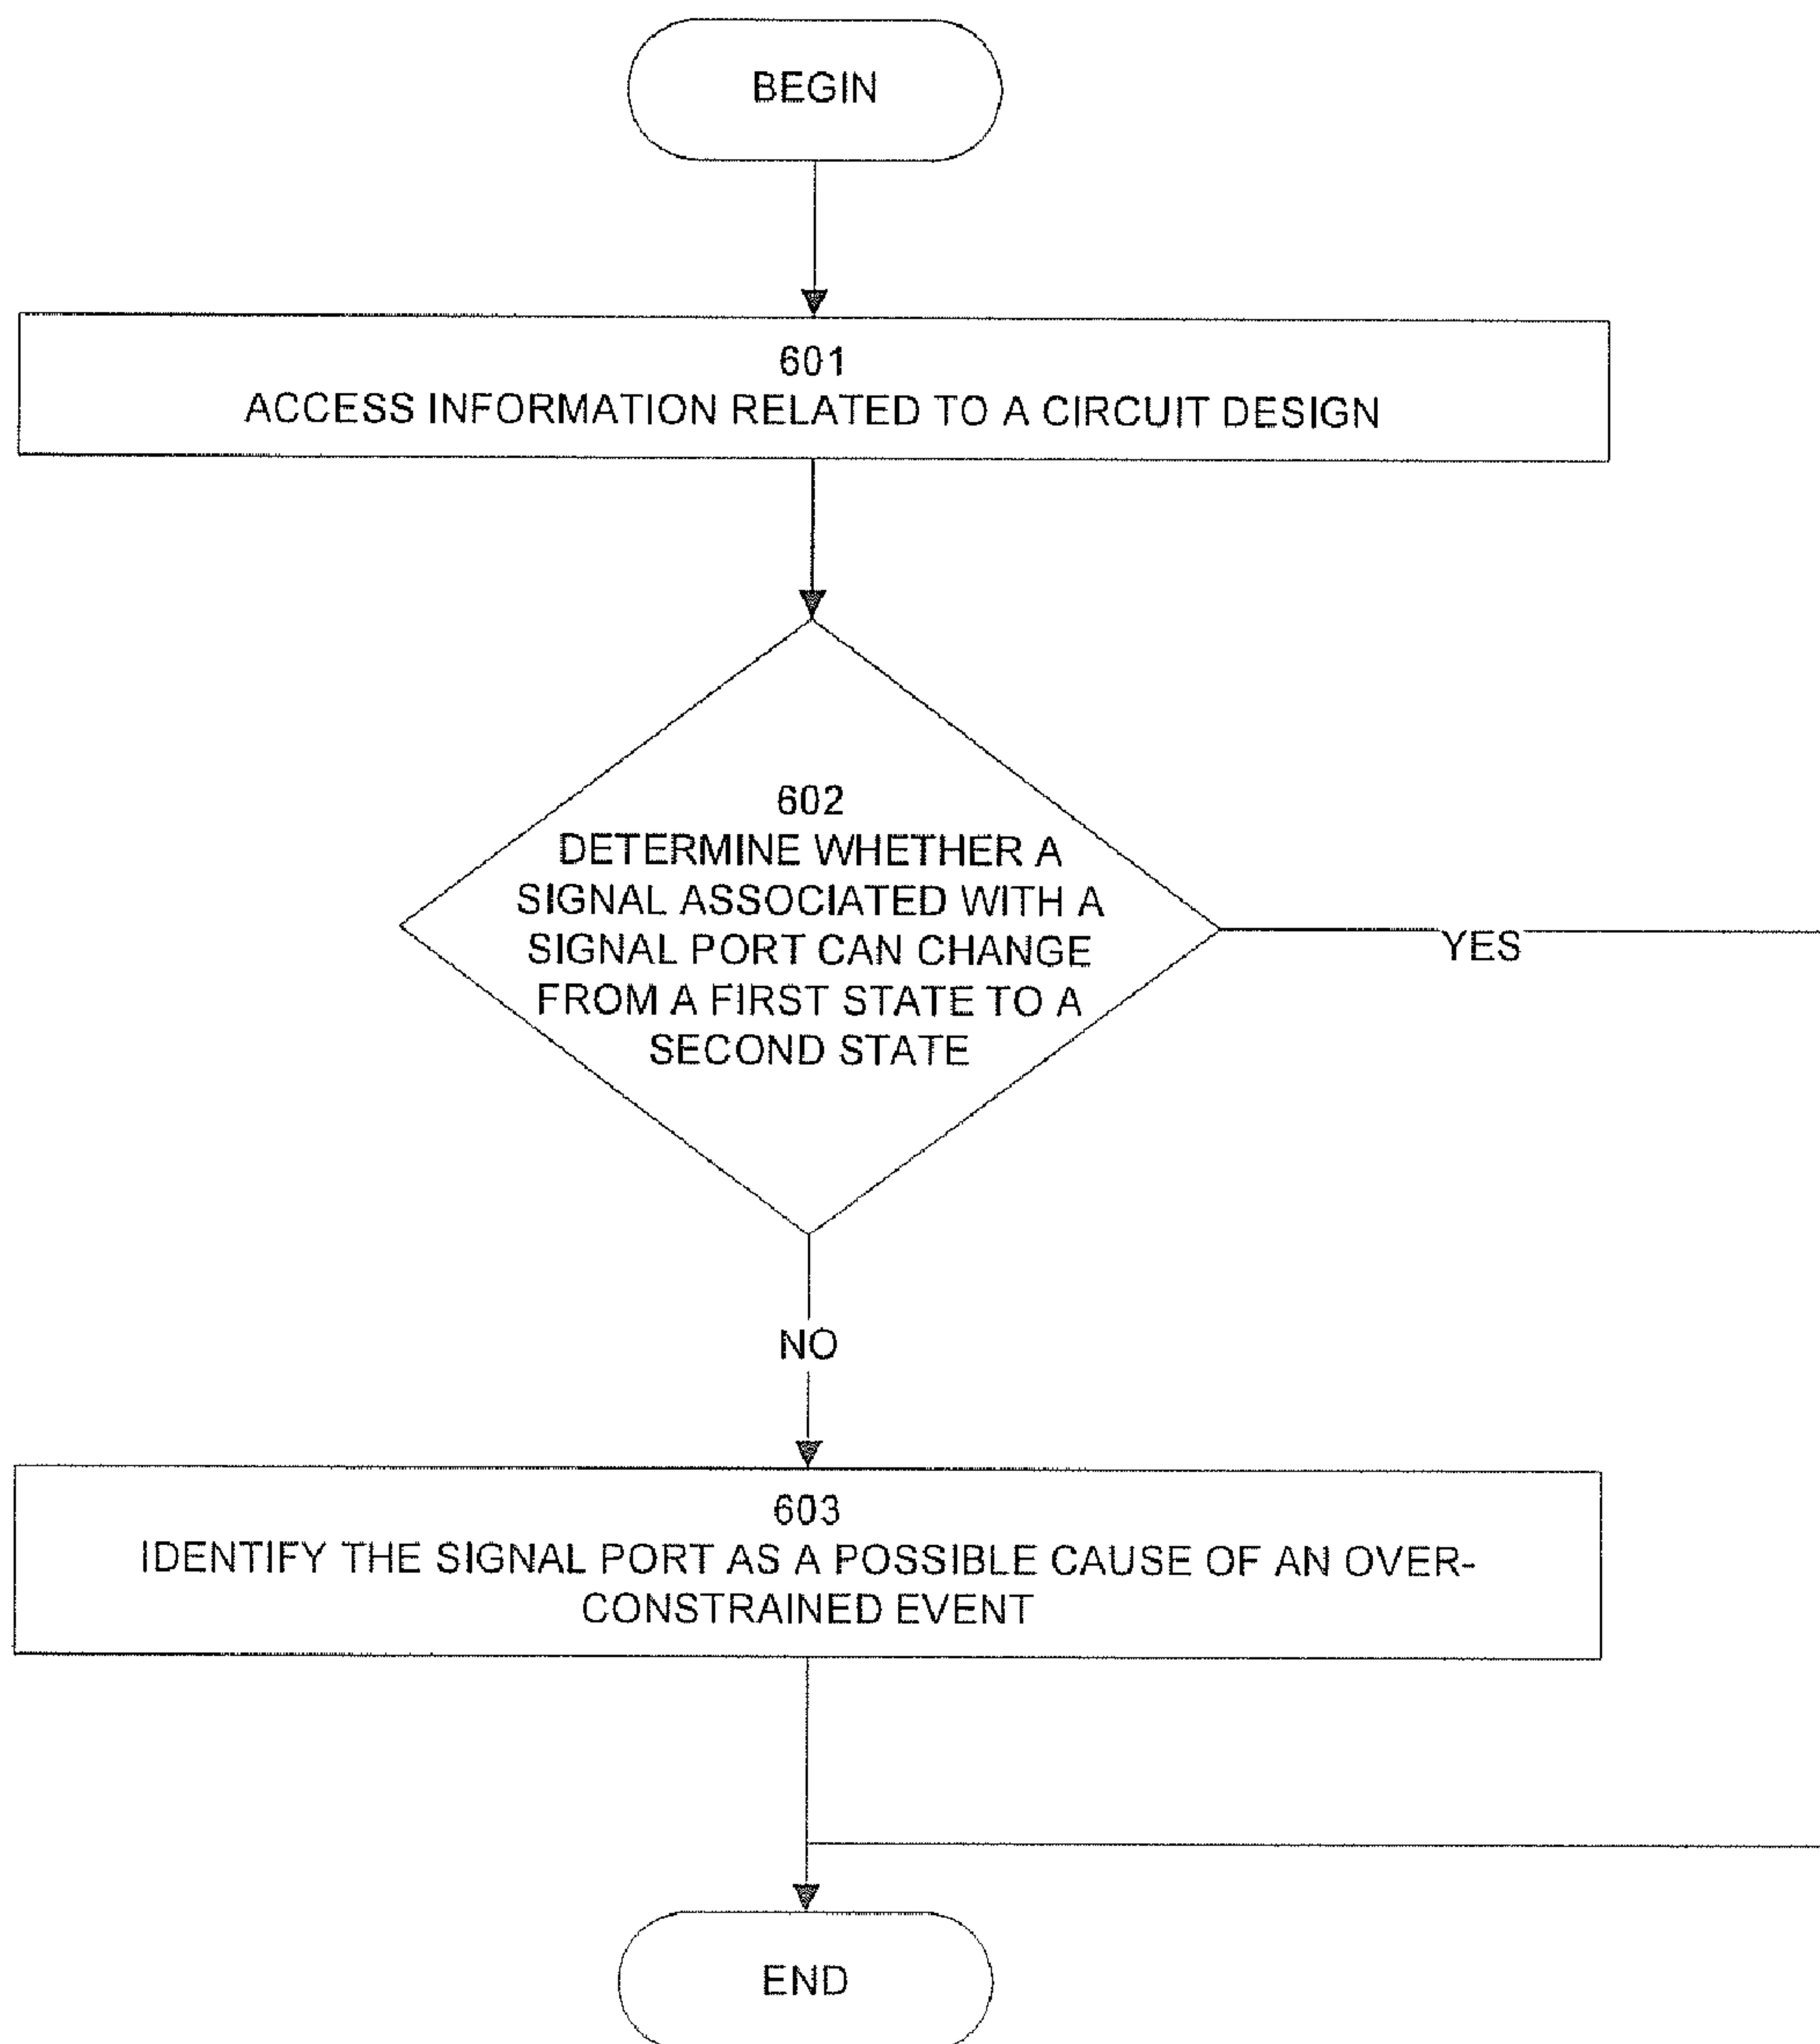 BEGIN
601
ACCESS INFORMATION RELATED TO A CIRCUIT DESIGN
602
DETERMINE WHETHER A
SIGNAL ASSOCIATED WITH A
SIGNAL PORT CAN CHANGE
FROM A FIRST STATE TO A
SECOND STATE
YES
NO
603
IDENTIFY THE SIGNAL PORT AS A POSSIBLE CAUSE OF AN OVER-
CONSTRAINED EVENT
END